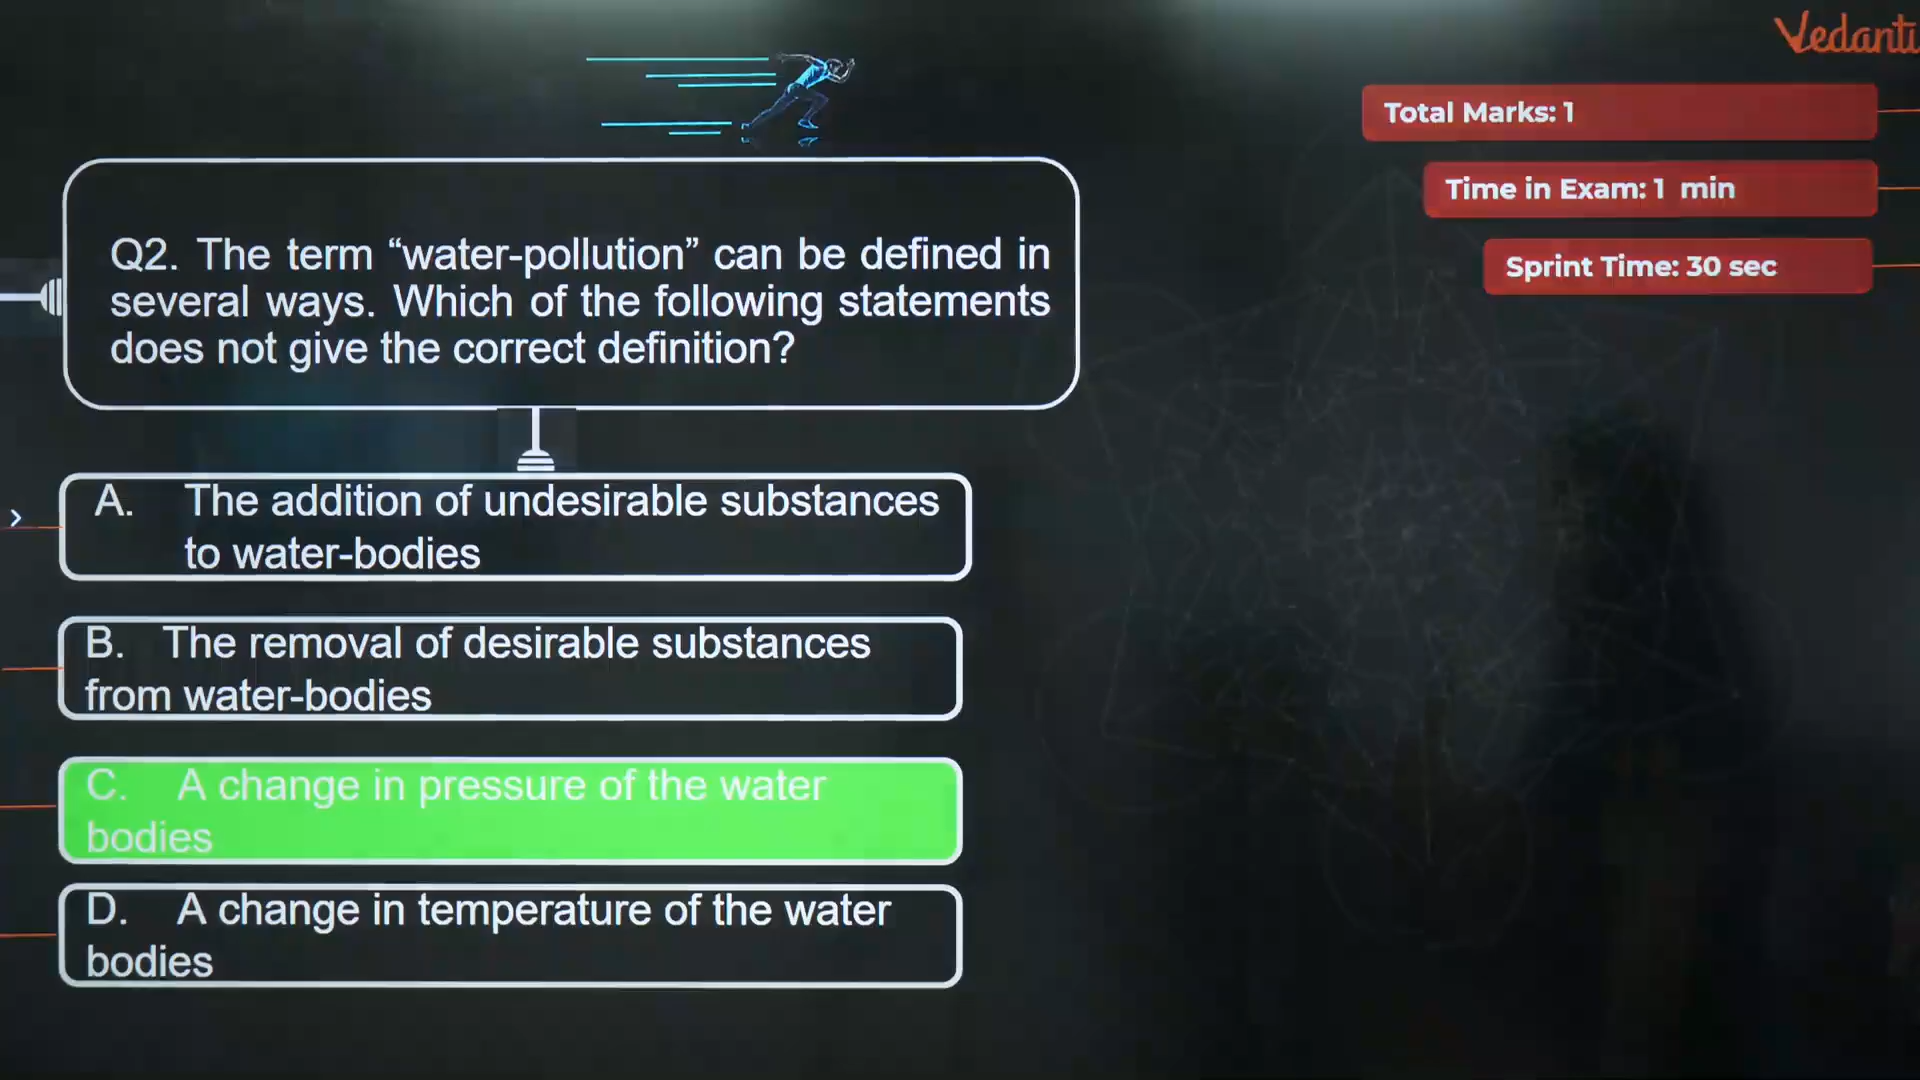 Vedant
Total Marks: 1
Time in Exam: 1 min
Sprint Time: 30 sec
Q2. The term “water-pollution” can be defined in
several ways. Which of the following statements
does not give the correct definition?
A. The addition of undesirable substances
to water-bodies
B. The removal of desirable substances
from water-bodies
C. A change in pressure of the water
bodies
D. A change in temperature of the water
bodies